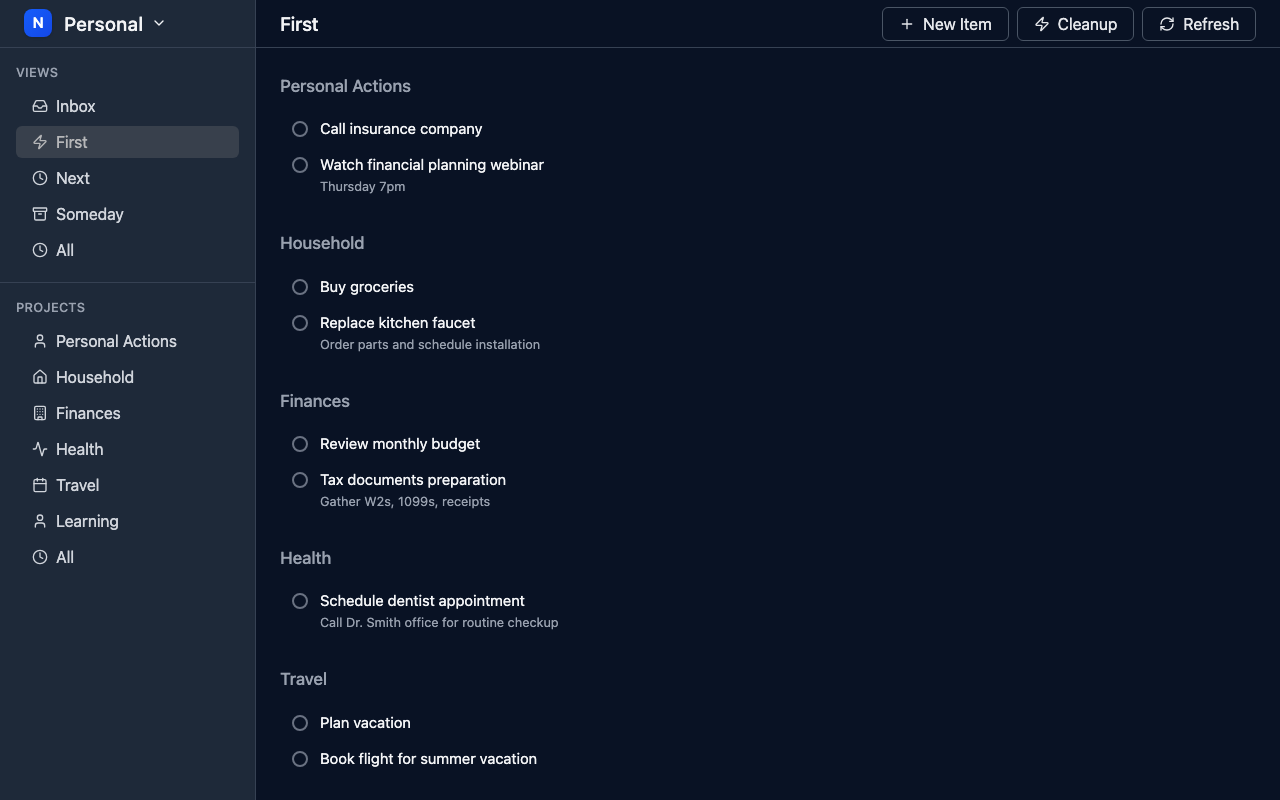 N Personal
VIEWS
Inbox
First
Next
Someday
All
PROJECTS
Personal Actions
Household
Finances
Health
Travel
Learning
All
First
New Item
Cleanup
Refresh
Personal Actions
Call insurance company
Watch financial planning webinar
Thursday 7pm
Household
Buy groceries
Replace kitchen faucet
Order parts and schedule installation
Finances
Review monthly budget
Tax documents preparation
Gather W2s, 1099s, receipts
Health
Schedule dentist appointment
Call Dr. Smith office for routine checkup
Travel
Plan vacation
Book flight for summer vacation